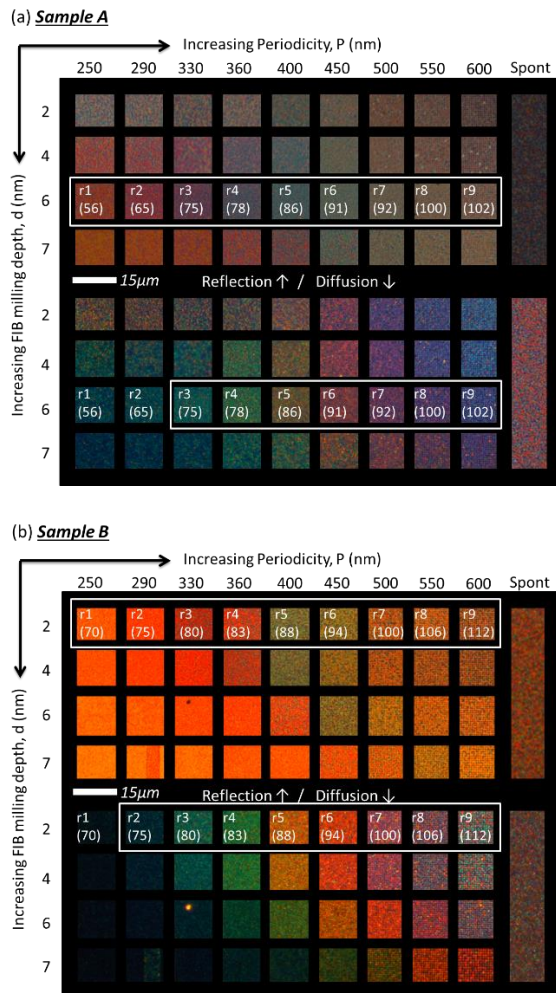 (a) Sample A
Increasing Periodicity, P (nm)
250 290 330 360 400 450 500 550 600 Spont
Increasing FIB milling depth, d (nm)
2
4
6
r1 r2 r3 r4 r5 r6 r7 r8 r9
(56) (65) (75) (78) (86) (91) (92) (100) (102)
7
15μm Reflection ↑ / Diffusion ↓
2
4
6
r1 r2 r3 r4 r5 r6 r7 r8 r9
(56) (65) (75) (78) (86) (91) (92) (100) (102)
7
(b) Sample B
Increasing Periodicity, P (nm)
250 290 330 360 400 450 500 550 600 Spont
Increasing FIB milling depth, d (nm)
2
r1 r2 r3 r4 r5 r6 r7 r8 r9
(70) (75) (80) (83) (88) (94) (100) (106) (112)
4
6
7
15μm Reflection ↑ / Diffusion ↓
2
r1 r2 r3 r4 r5 r6 r7 r8 r9
(70) (75) (80) (83) (88) (94) (100) (106) (112)
4
6
7